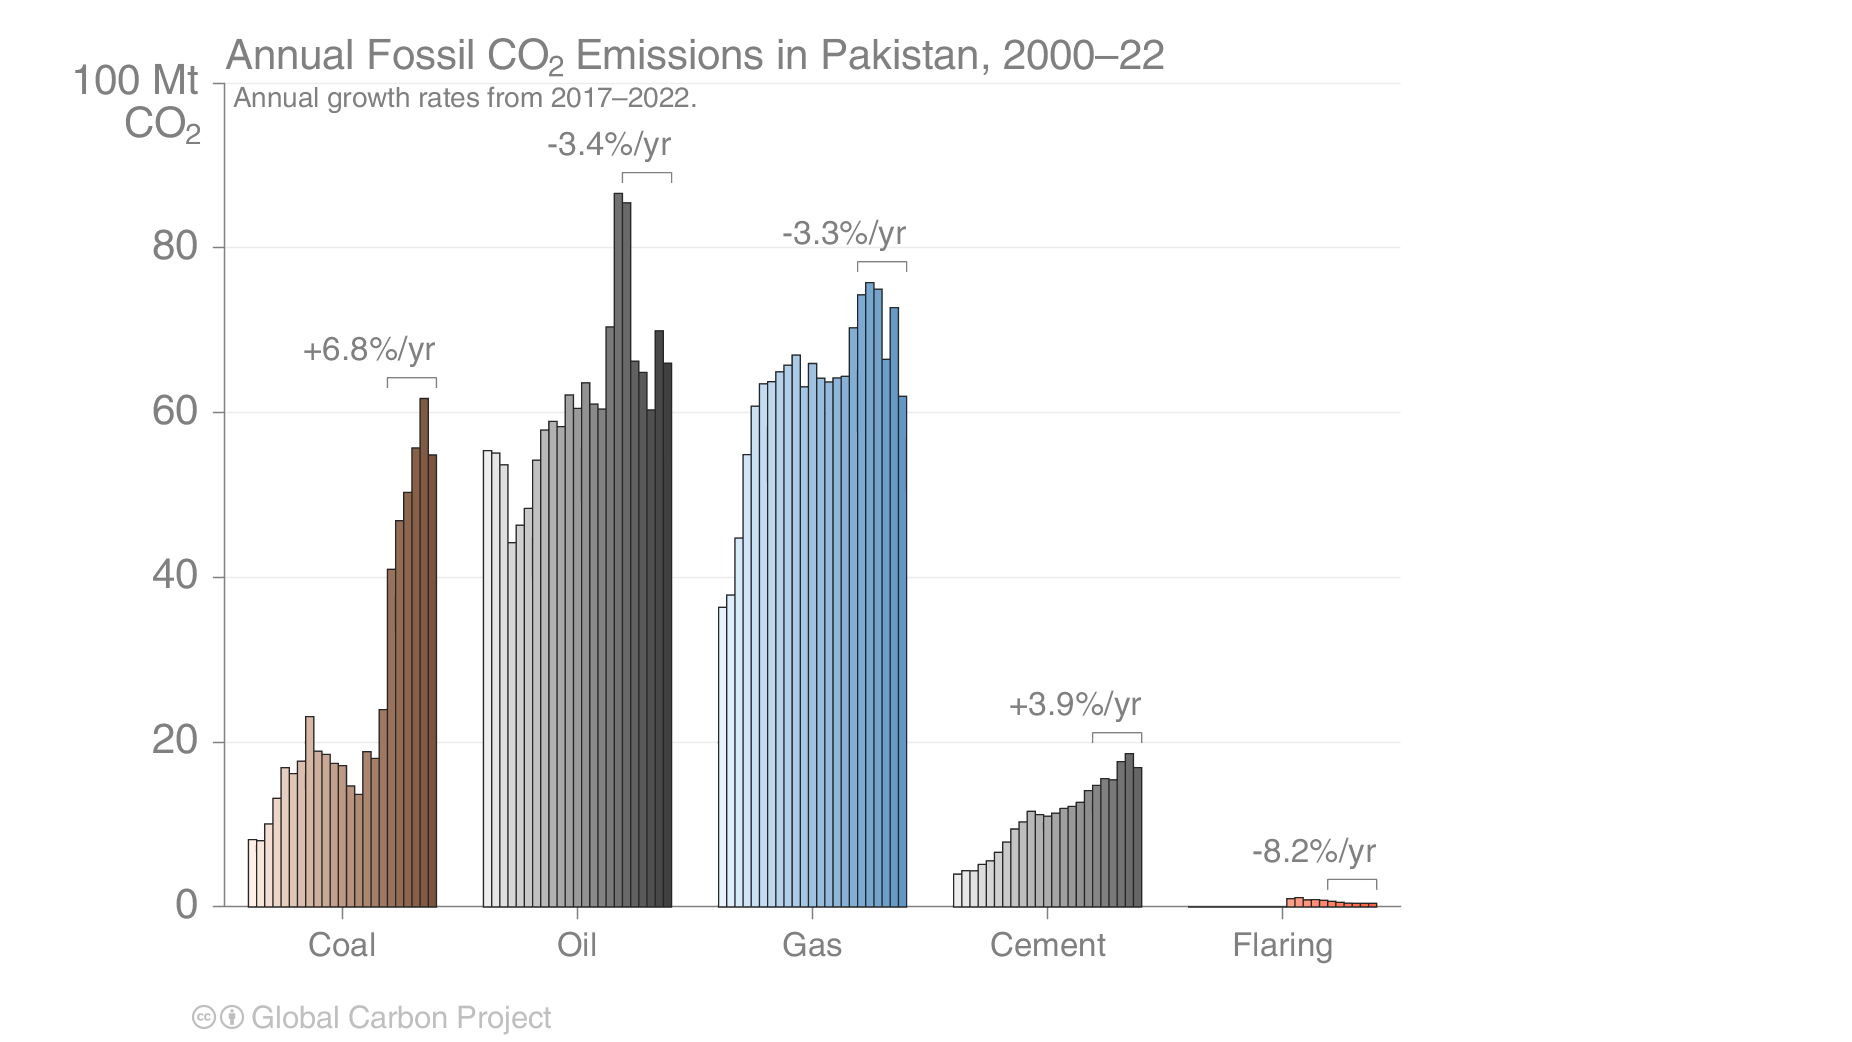 Annual Fossil CO₂ Emissions in Pakistan, 2000–22
100 Mt
CO₂
Annual growth rates from 2017–2022.
-3.4%/yr
80
-3.3%/yr
+6.8%/yr
60
40
+3.9%/yr
20
-8.2%/yr
0
Coal
Oil
Gas
Cement
Flaring
cc Global Carbon Project